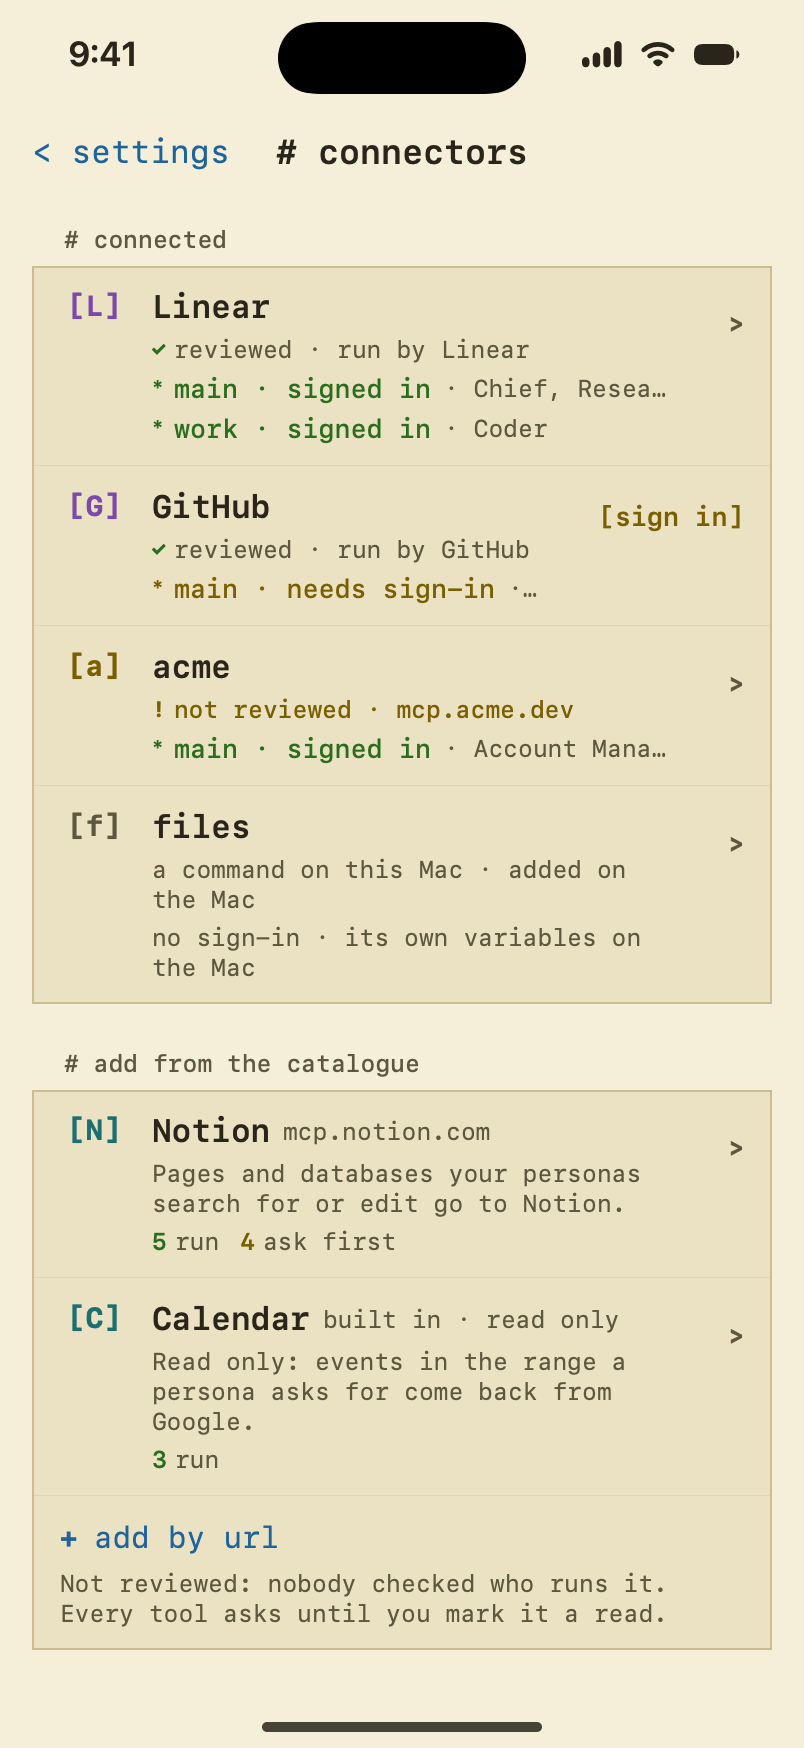 9:41
< settings # connectors
# connected
[L] Linear >
✓ reviewed · run by Linear
* main · signed in · Chief, Resea…
* work · signed in · Coder
[G] GitHub [sign in]
✓ reviewed · run by GitHub
* main · needs sign–in ·…
[a] acme >
! not reviewed · mcp.acme.dev
* main · signed in · Account Mana…
[f] files >
a command on this Mac · added on
the Mac
no sign–in · its own variables on
the Mac
# add from the catalogue
[N] Notion mcp.notion.com >
Pages and databases your personas
search for or edit go to Notion.
5 run 4 ask first
[C] Calendar built in · read only >
Read only: events in the range a
persona asks for come back from
Google.
3 run
+ add by url
Not reviewed: nobody checked who runs it.
Every tool asks until you mark it a read.